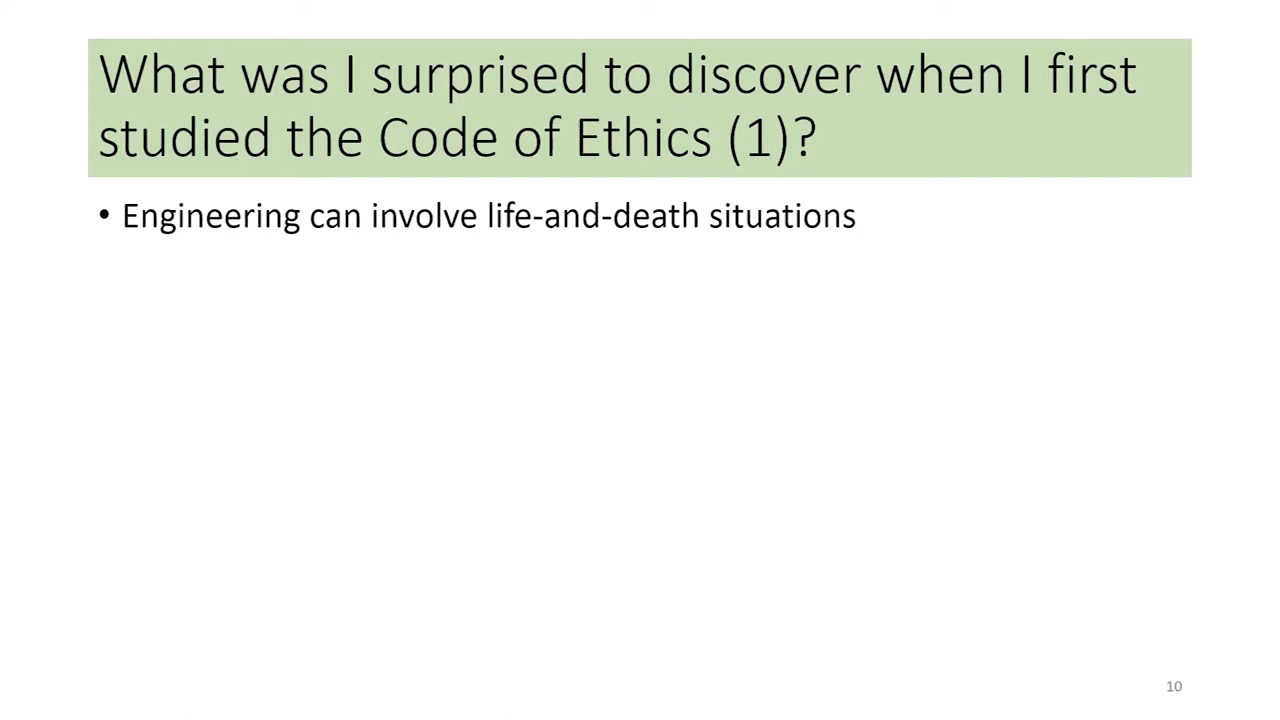 What was I surprised to discover when I first
studied the Code of Ethics (1)?
• Engineering can involve life-and-death situations
10